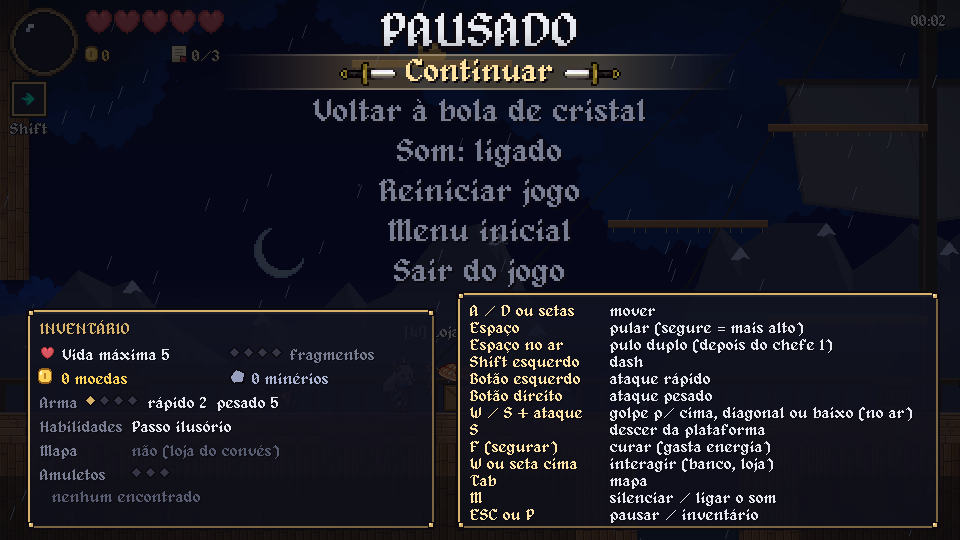 PAUSADO
00:02
0
0/3
Continuar
Shift
Voltar à bola de cristal
Som: ligado
Reiniciar jogo
Menu inicial
Sair do jogo
INVENTÁRIO
Vida máxima 5
fragmentos
0 moedas
0 minérios
Arma
rápido 2 pesado 5
Habilidades Passo ilusório
Mapa não (loja do convés)
Amuletos
nenhum encontrado
A / D ou setas mover
Espaço pular (segure = mais alto)
Espaço no ar pulo duplo (depois do chefe 1)
Shift esquerdo dash
Botão esquerdo ataque rápido
Botão direito ataque pesado
W / S + ataque golpe p/ cima, diagonal ou baixo (no ar)
S descer da plataforma
F (segurar) curar (gasta energia)
W ou seta cima interagir (banco, loja)
Tab mapa
M silenciar / ligar o som
ESC ou P pausar / inventário